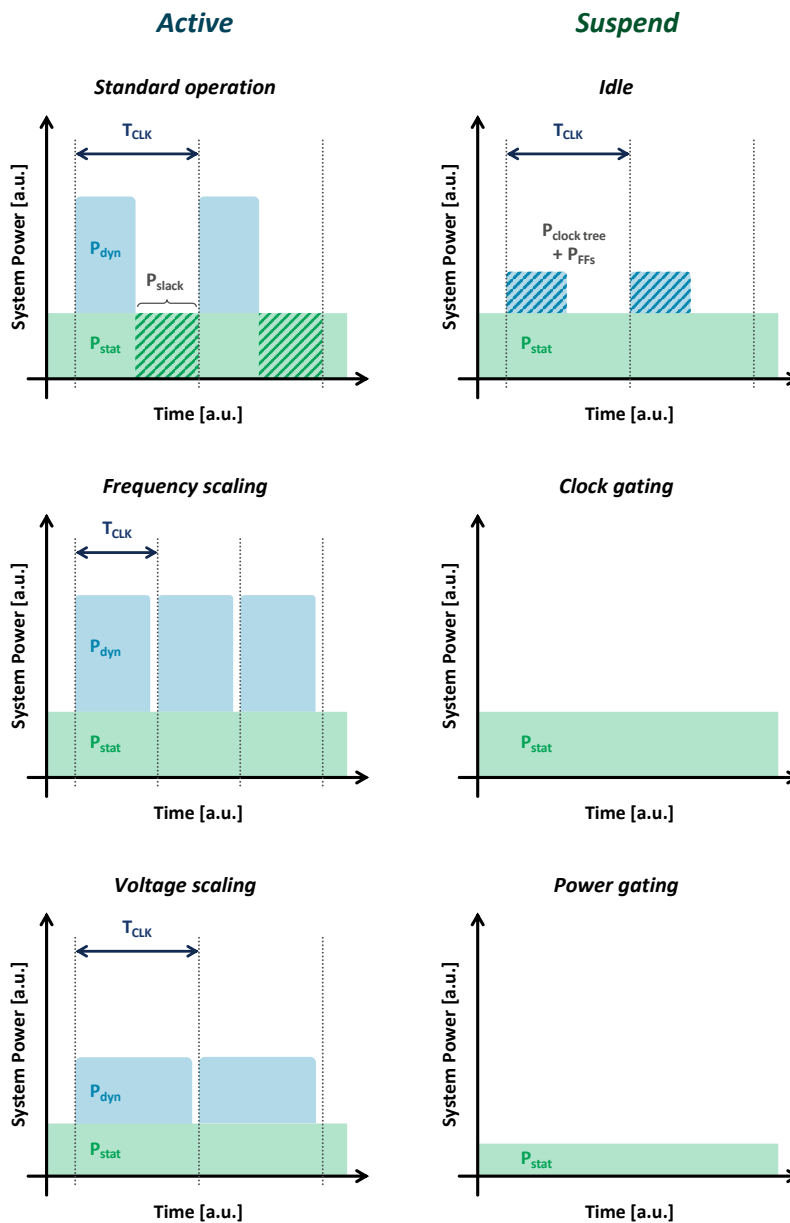 Active
Suspend
Standard operation
System Power [a.u.]
T_CLK
P_dyn
P_slack
P_stat
Time [a.u.]
Idle
System Power [a.u.]
T_CLK
P_clock tree
+ P_FFs
P_stat
Time [a.u.]
Frequency scaling
System Power [a.u.]
T_CLK
P_dyn
P_stat
Time [a.u.]
Clock gating
System Power [a.u.]
P_stat
Time [a.u.]
Voltage scaling
System Power [a.u.]
T_CLK
P_dyn
P_stat
Time [a.u.]
Power gating
System Power [a.u.]
P_stat
Time [a.u.]